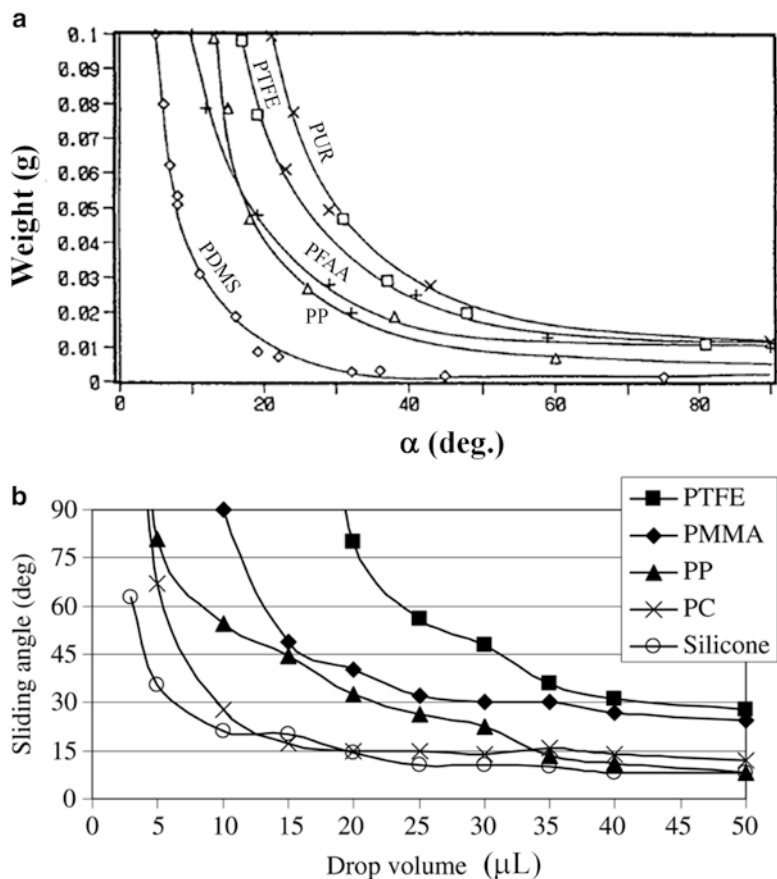 a
0.1
0.09
0.08
0.07
0.06
0.05
0.04
0.03
0.02
0.01
0
Weight (g)
PTFE
PUR
PDMS
PFAA
PP
0 20 40 60 80
α (deg.)
b
90
75
60
45
30
15
0
Sliding angle (deg)
PTFE
PMMA
PP
PC
Silicone
0 5 10 15 20 25 30 35 40 45 50
Drop volume (µL)